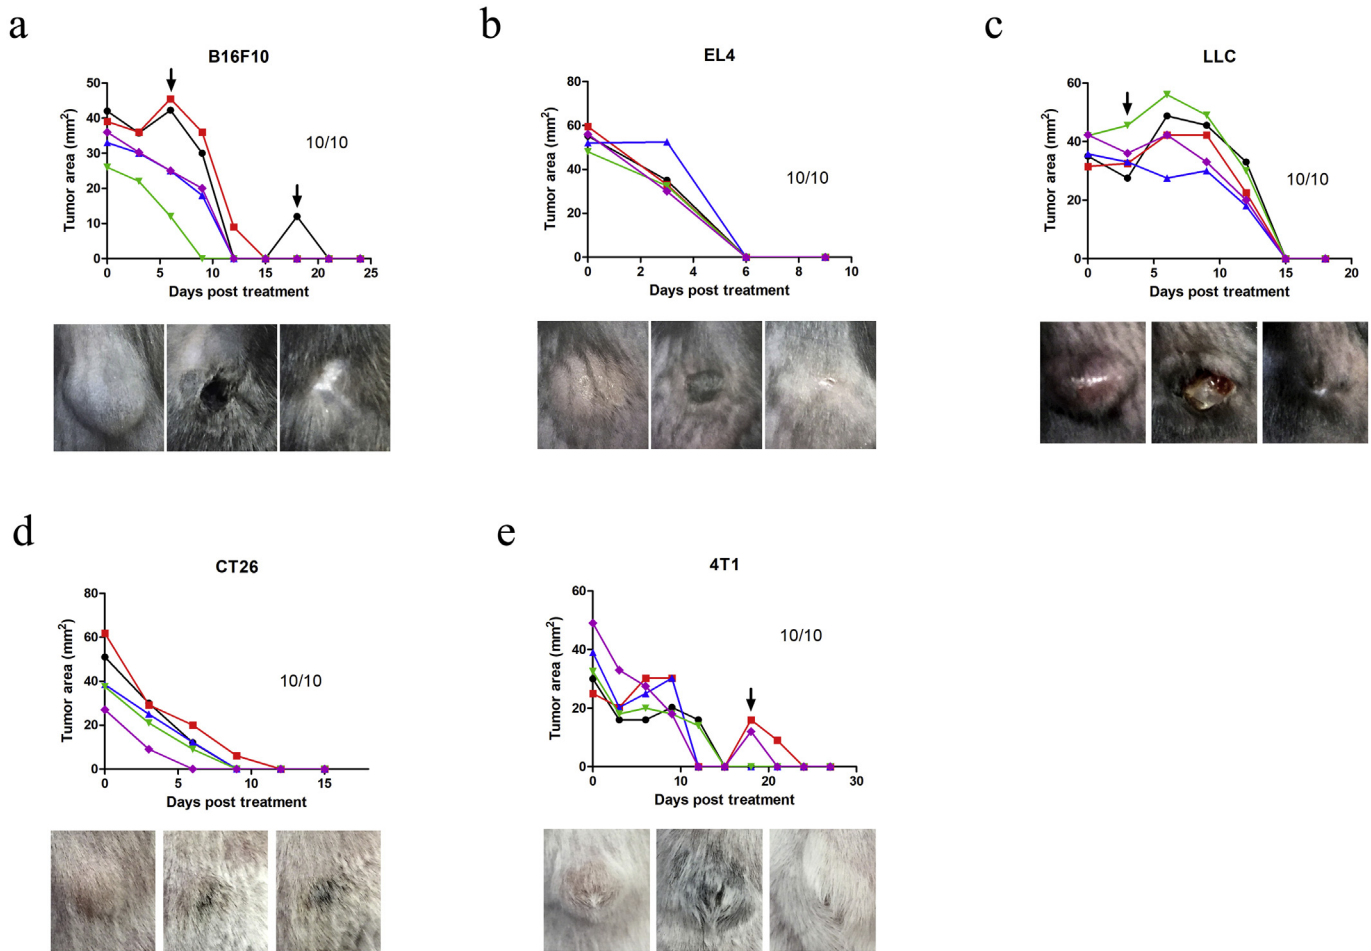 a
B16F10
50
40
30
20
10
0
Tumor area (mm²)
10/10
0 5 10 15 20 25
Days post treatment
b
EL4
80
60
40
20
0
Tumor area (mm²)
10/10
0 2 4 6 8 10
Days post treatment
c
LLC
60
40
20
0
Tumor area (mm²)
10/10
0 5 10 15 20
Days post treatment
d
CT26
80
60
40
20
0
Tumor area (mm²)
10/10
0 5 10 15
Days post treatment
e
4T1
60
40
20
0
Tumor area (mm²)
10/10
0 10 20 30
Days post treatment